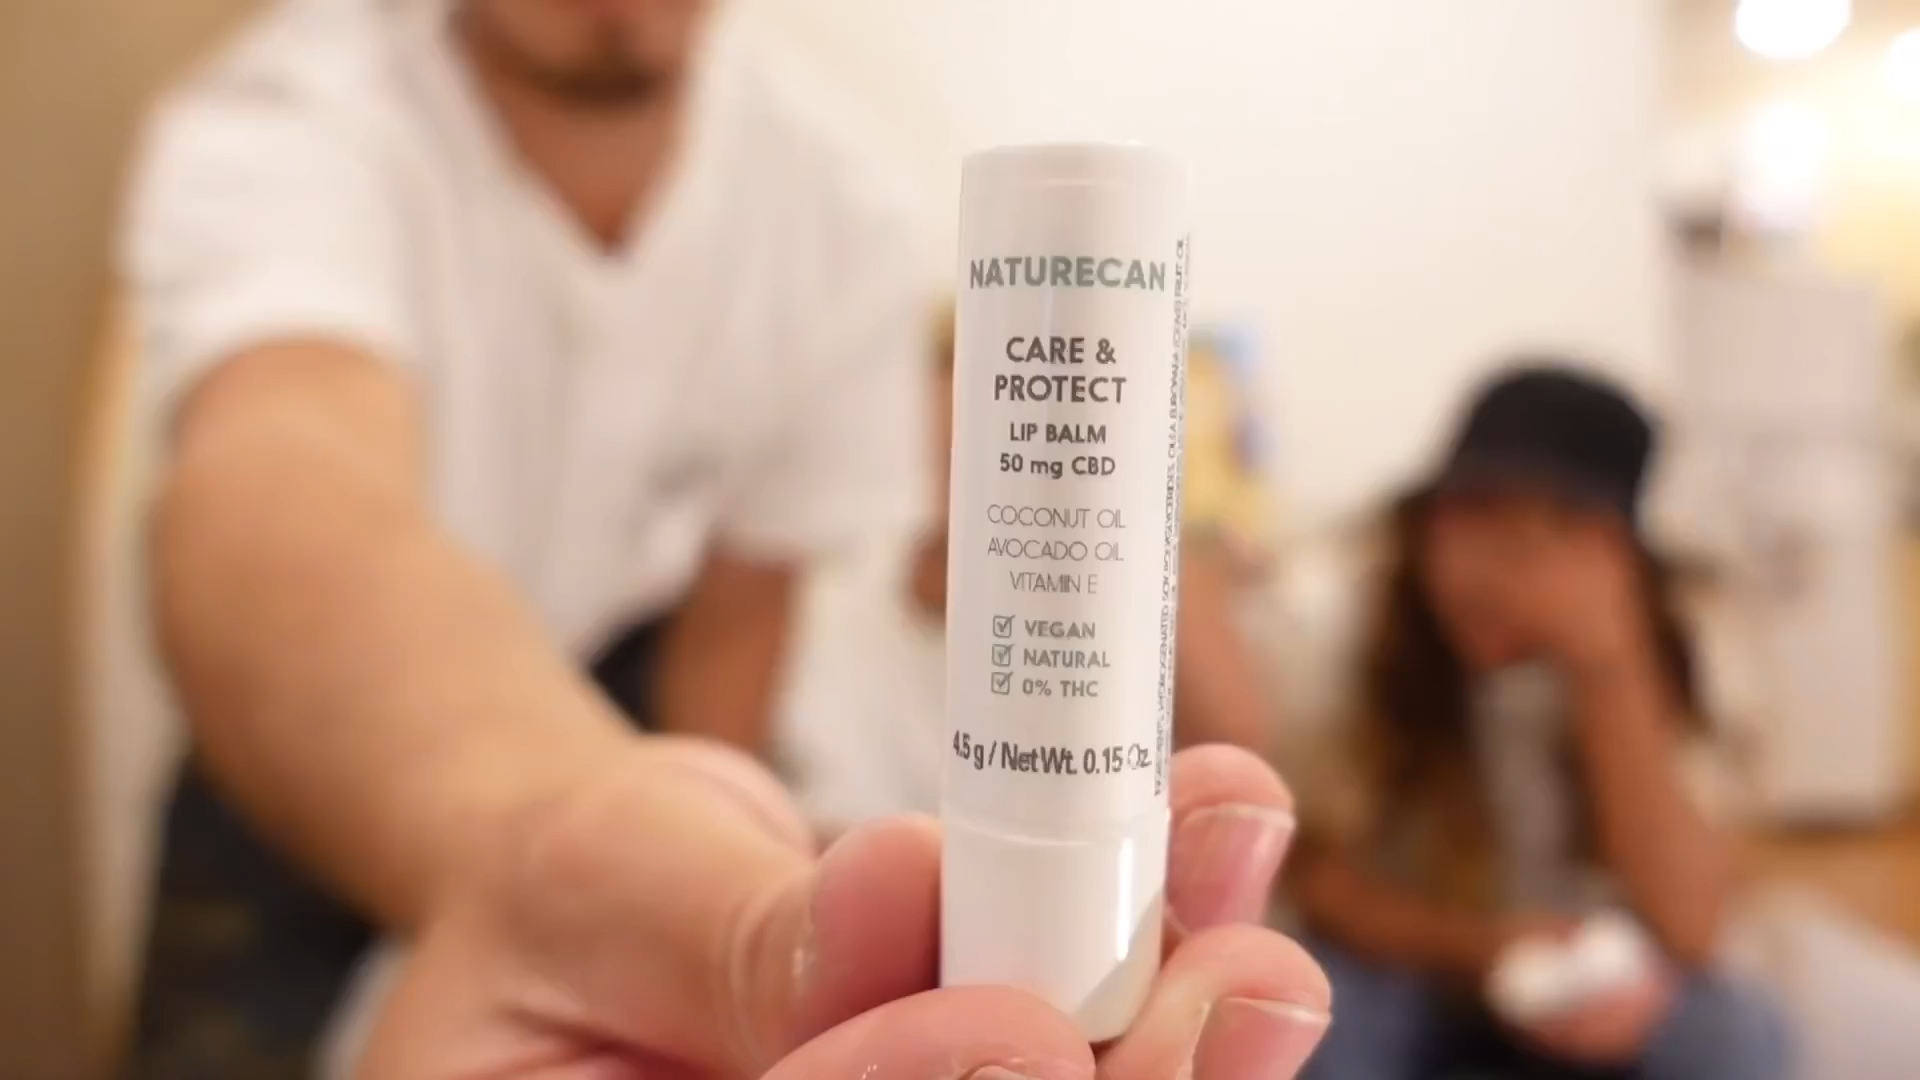 NATURECAN
CARE &
PROTECT
LIP BALM
50 mg CBD
COCONUT OIL
AVOCADO OIL
VITAMIN E
VEGAN
NATURAL
0% THC
4.5 g / Net Wt. 0.15 Oz.